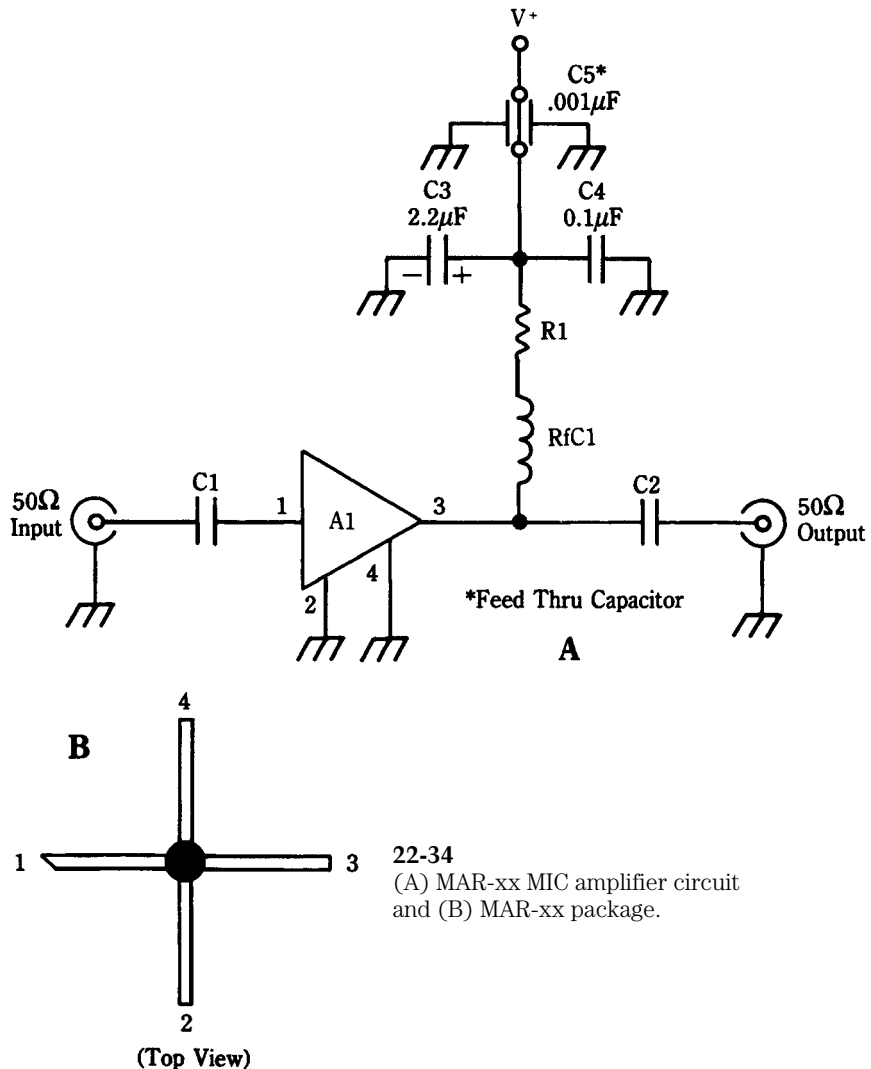 V+
C5*
.001µF
C3
2.2µF
C4
0.1µF
R1
RfC1
50Ω
Input
C1
1
A1
3
C2
50Ω
Output
2
4
*Feed Thru Capacitor
A
B
4
1
3
2
(Top View)
22-34
(A) MAR-xx MIC amplifier circuit
and (B) MAR-xx package.